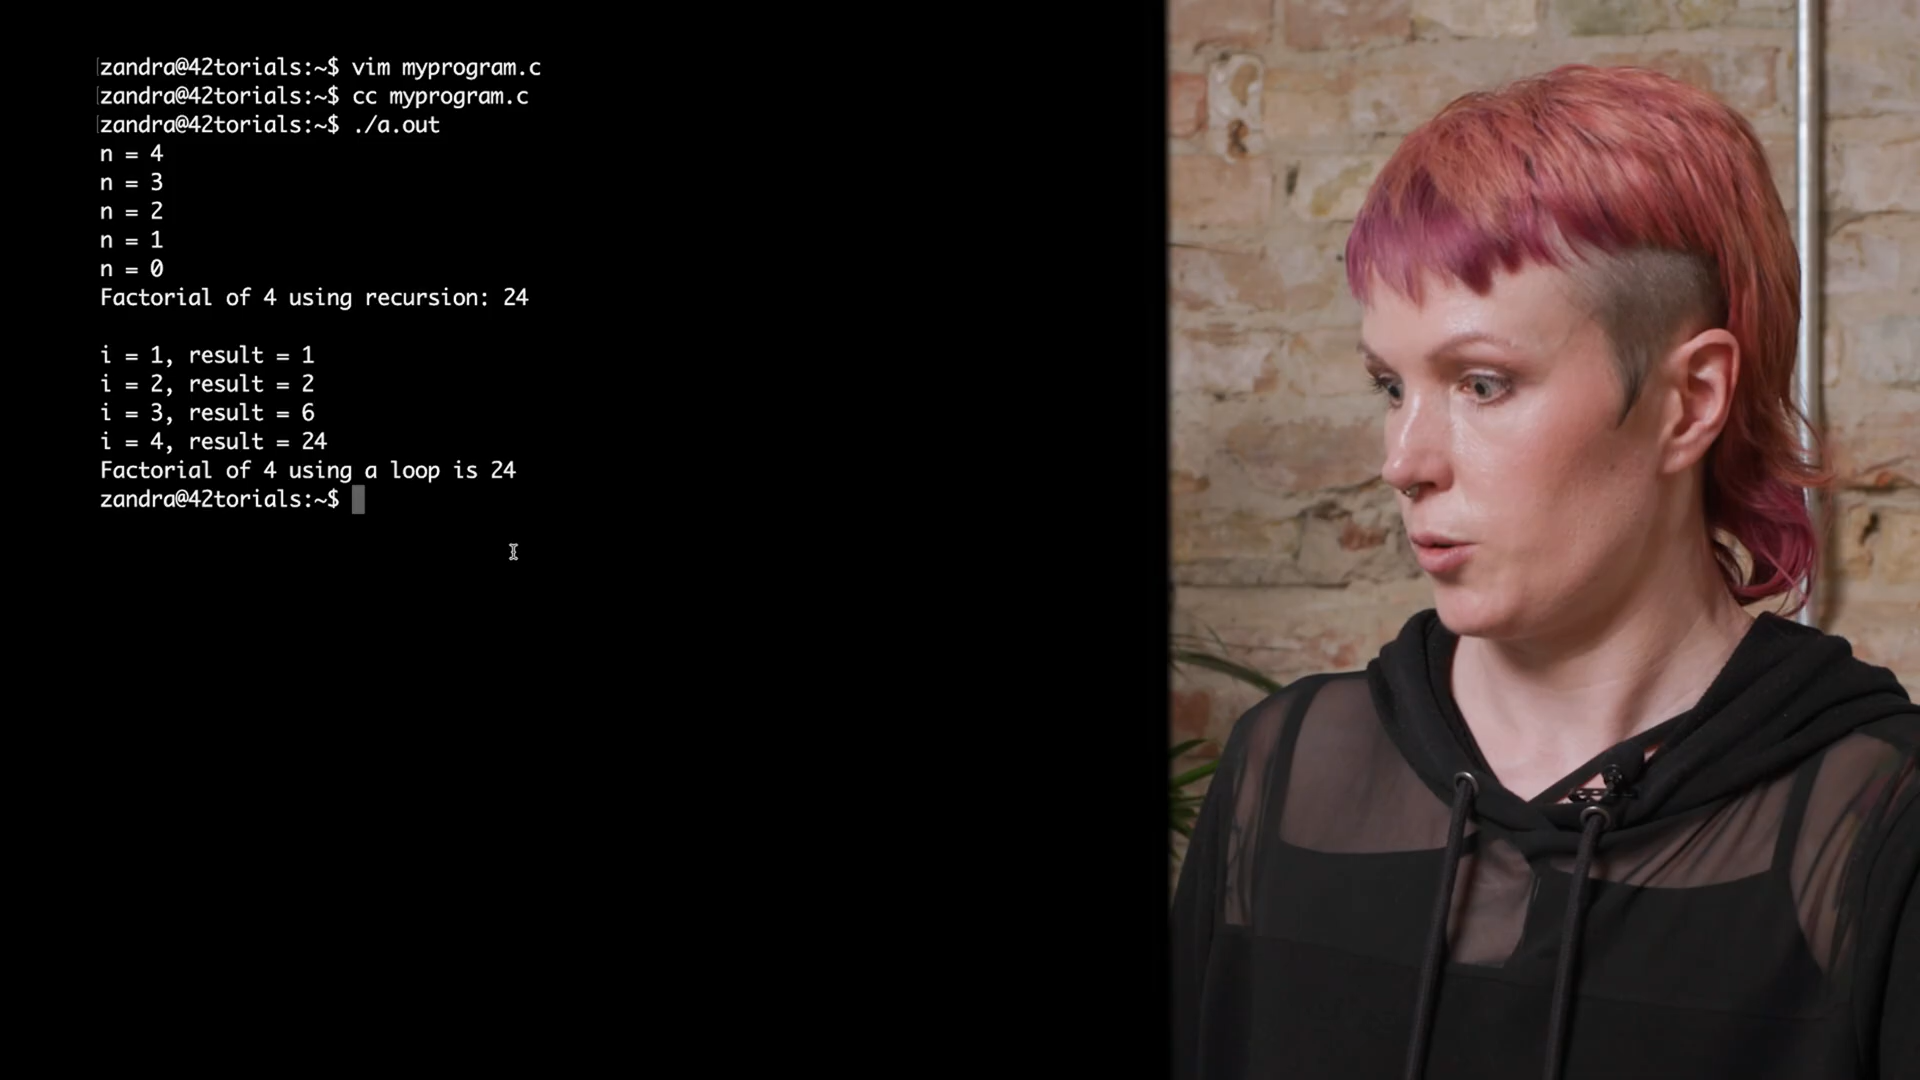 zandra@42torials:~$ vim myprogram.c
zandra@42torials:~$ cc myprogram.c
zandra@42torials:~$ ./a.out
n = 4
n = 3
n = 2
n = 1
n = 0
Factorial of 4 using recursion: 24

i = 1, result = 1
i = 2, result = 2
i = 3, result = 6
i = 4, result = 24
Factorial of 4 using a loop is 24
zandra@42torials:~$